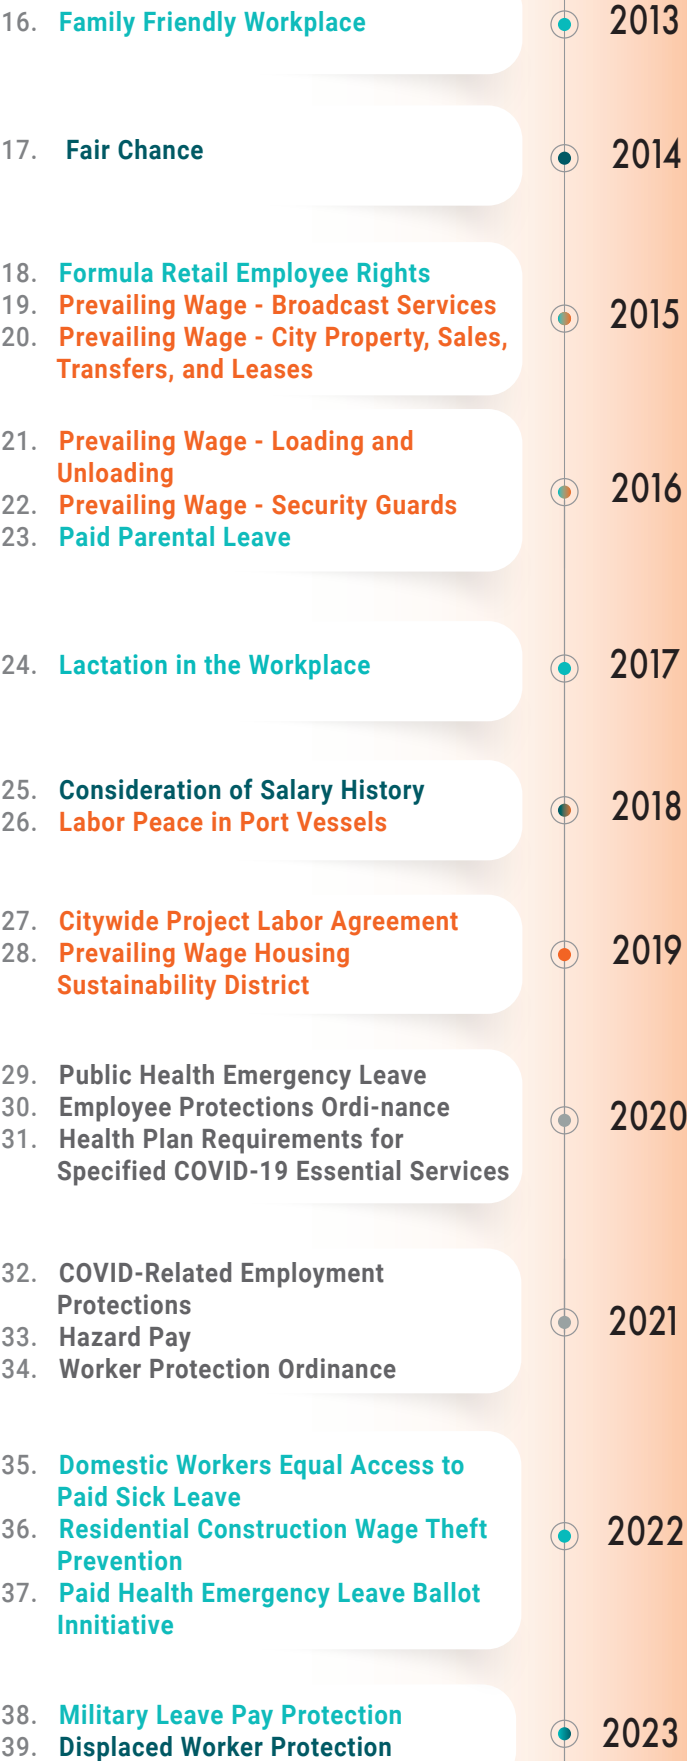 16. Family Friendly Workplace
2013
17. Fair Chance
2014
18. Formula Retail Employee Rights
19. Prevailing Wage - Broadcast Services
20. Prevailing Wage - City Property, Sales,
Transfers, and Leases
2015
21. Prevailing Wage - Loading and
Unloading
22. Prevailing Wage - Security Guards
23. Paid Parental Leave
2016
24. Lactation in the Workplace
2017
25. Consideration of Salary History
26. Labor Peace in Port Vessels
2018
27. Citywide Project Labor Agreement
28. Prevailing Wage Housing
Sustainability District
2019
29. Public Health Emergency Leave
30. Employee Protections Ordi-nance
31. Health Plan Requirements for
Specified COVID-19 Essential Services
2020
32. COVID-Related Employment
Protections
33. Hazard Pay
34. Worker Protection Ordinance
2021
35. Domestic Workers Equal Access to
Paid Sick Leave
36. Residential Construction Wage Theft
Prevention
37. Paid Health Emergency Leave Ballot
Innitiative
2022
38. Military Leave Pay Protection
39. Displaced Worker Protection
2023